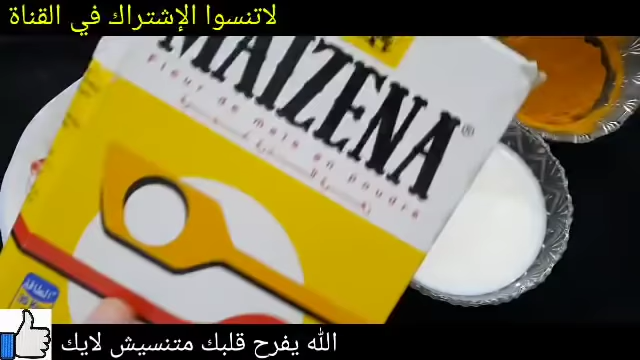 لاتنسوا الإشتراك في القناة
MAIZENA®
Fleur de maïs en poudre
الله يفرح قلبك متنسيش لايك